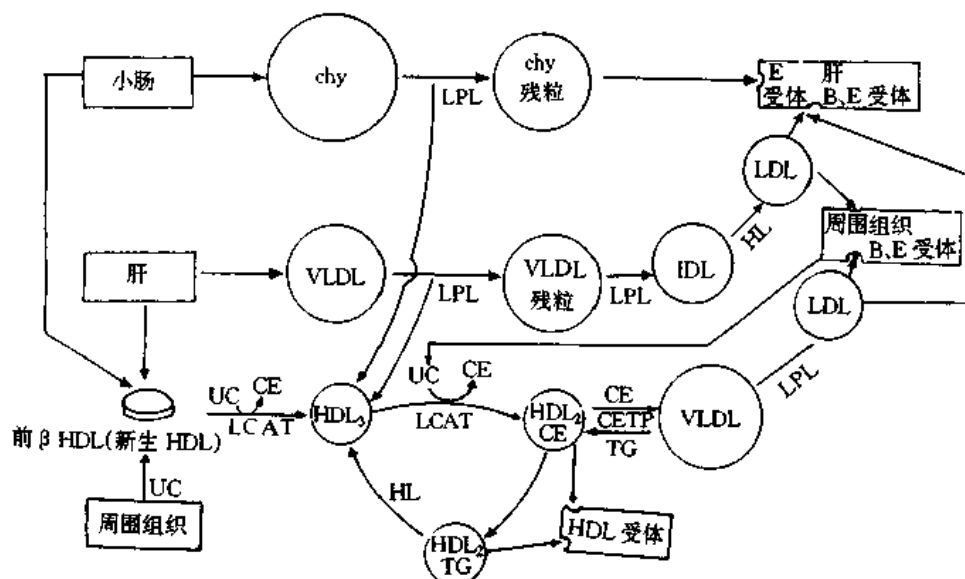 小肠
chy
LPL
chy
残粒
E 肝
受体 B、E 受体
LDL
HL
周围组织
B、E 受体
肝
VLDL
LPL
VLDL
残粒
LPL
IDL
LDL
LPL
前 β HDL(新生 HDL)
UC CE
LCAT
HDL₃
UC CE
LCAT
HDL₂
CE
CE
CETP
TG
VLDL
UC
周围组织
HL
HDL₂
TG
HDL 受体